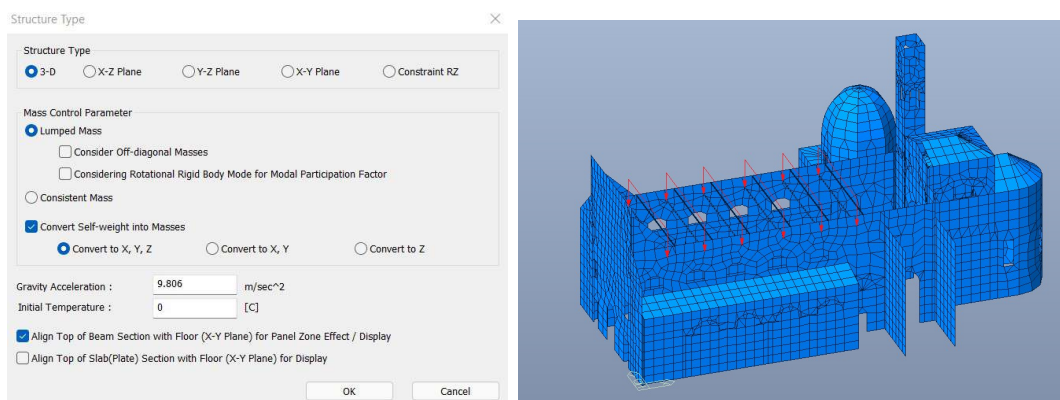 Structure Type
Structure Type
3-D X-Z Plane Y-Z Plane X-Y Plane Constraint RZ
Mass Control Parameter
Lumped Mass
Consider Off-diagonal Masses
Considering Rotational Rigid Body Mode for Modal Participation Factor
Consistent Mass
Convert Self-weight into Masses
Convert to X, Y, Z Convert to X, Y Convert to Z
Gravity Acceleration : 9.806 m/sec^2
Initial Temperature : 0 [C]
Align Top of Beam Section with Floor (X-Y Plane) for Panel Zone Effect / Display
Align Top of Slab(Plate) Section with Floor (X-Y Plane) for Display
OK Cancel